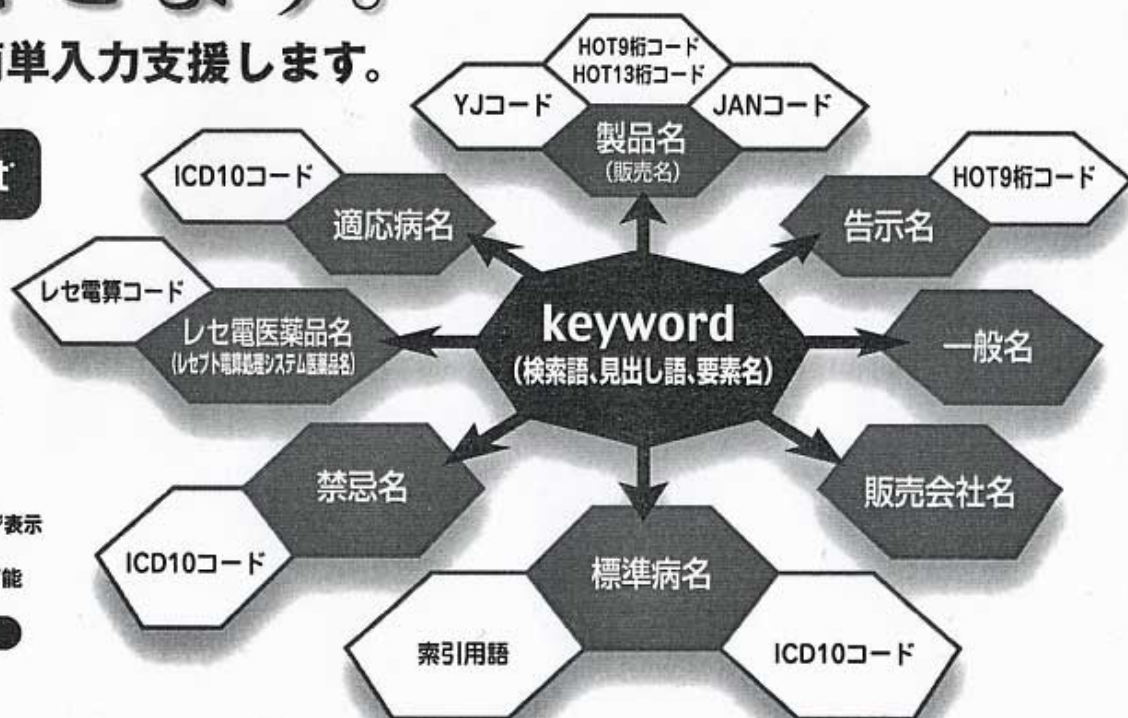 きます。
単入力支援します。
HOT9桁コード
HOT13桁コード
YJコード
JANコード
製品名
(販売名)
ICD10コード
適応病名
HOT9桁コード
告示名
レセ電算コード
レセ電医薬品名
(レセプト電算処理システム医薬品名)
keyword
(検索語、見出し語、要素名)
一般名
禁忌名
ICD10コード
販売会社名
表示
能
標準病名
索引用語
ICD10コード